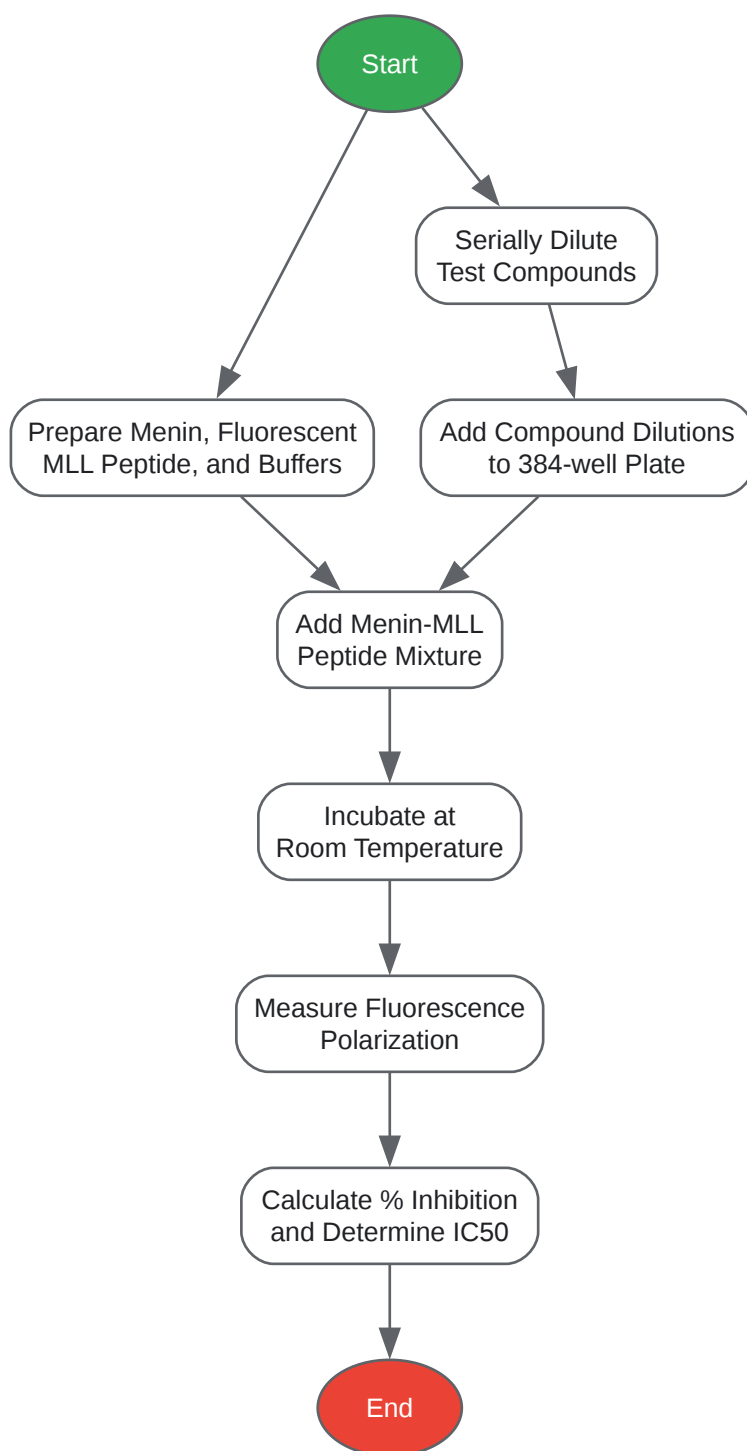 Start
Serially Dilute
Test Compounds
Prepare Menin, Fluorescent
MLL Peptide, and Buffers
Add Compound Dilutions
to 384-well Plate
Add Menin-MLL
Peptide Mixture
Incubate at
Room Temperature
Measure Fluorescence
Polarization
Calculate % Inhibition
and Determine IC50
End